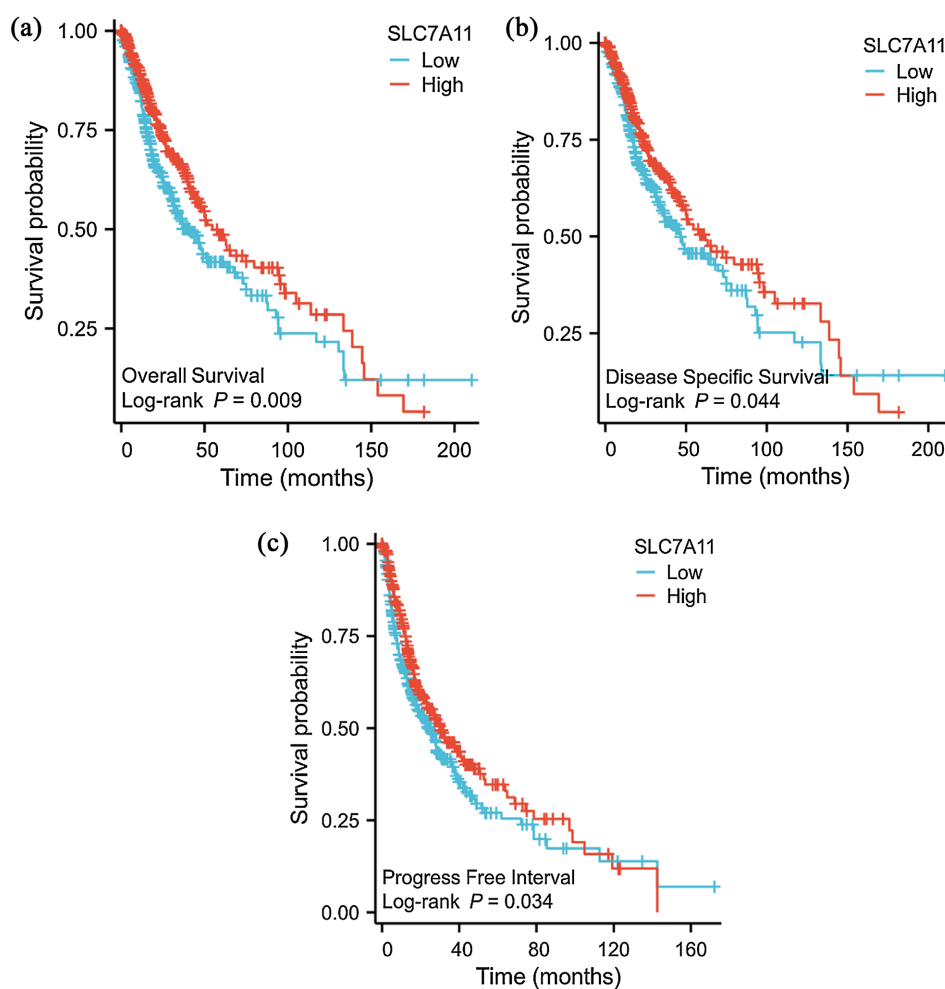 (a)
SLC7A11
Low
High
Survival probability
1.00
0.75
0.50
0.25
Overall Survival
Log-rank P = 0.009
0 50 100 150 200
Time (months)
(b)
SLC7A11
Low
High
Survival probability
1.00
0.75
0.50
0.25
Disease Specific Survival
Log-rank P = 0.044
0 50 100 150 200
Time (months)
(c)
SLC7A11
Low
High
Survival probability
1.00
0.75
0.50
0.25
0.00
Progress Free Interval
Log-rank P = 0.034
0 40 80 120 160
Time (months)